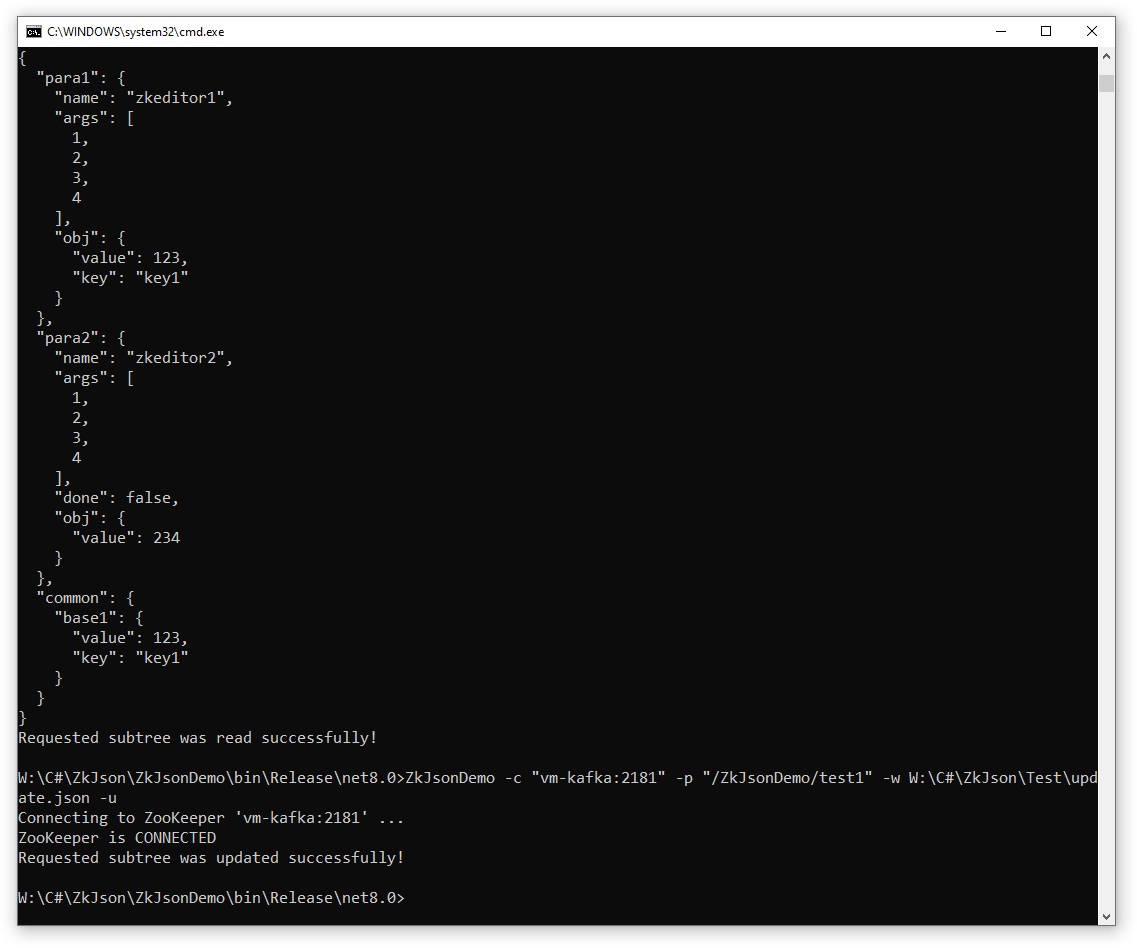 C:\WINDOWS\system32\cmd.exe
{
  "para1": {
    "name": "zkeditor1",
    "args": [
      1,
      2,
      3,
      4
    ],
    "obj": {
      "value": 123,
      "key": "key1"
    }
  },
  "para2": {
    "name": "zkeditor2",
    "args": [
      1,
      2,
      3,
      4
    ],
    "done": false,
    "obj": {
      "value": 234
    }
  },
  "common": {
    "base1": {
      "value": 123,
      "key": "key1"
    }
  }
}
Requested subtree was read successfully!
W:\C#\ZkJson\ZkJsonDemo\bin\Release\net8.0>ZkJsonDemo -c "vm-kafka:2181" -p "/ZkJsonDemo/test1" -w W:\C#\ZkJson\Test\upd
ate.json -u
Connecting to ZooKeeper 'vm-kafka:2181' ...
ZooKeeper is CONNECTED
Requested subtree was updated successfully!
W:\C#\ZkJson\ZkJsonDemo\bin\Release\net8.0>